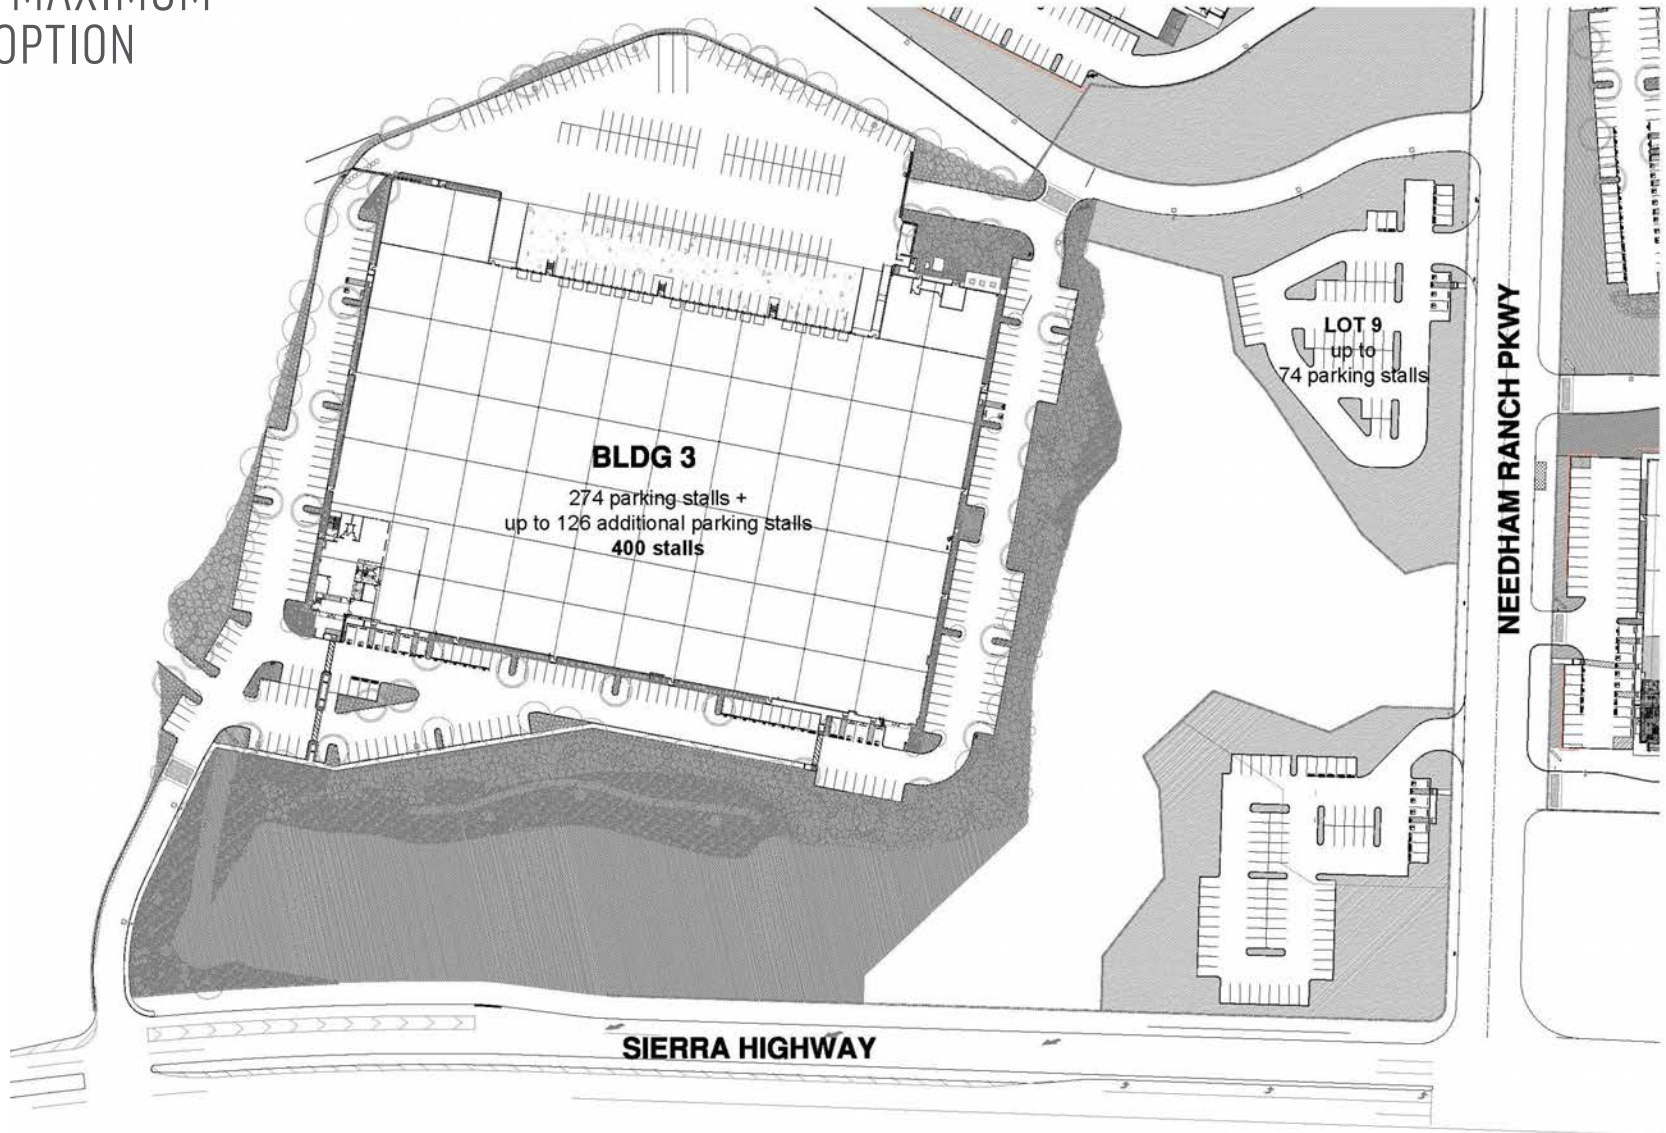 MAXIMUM
OPTION
LOT 9
up to
74 parking stalls
NEEDHAM RANCH PKWY
BLDG 3
274 parking stalls +
up to 126 additional parking stalls
400 stalls
SIERRA HIGHWAY